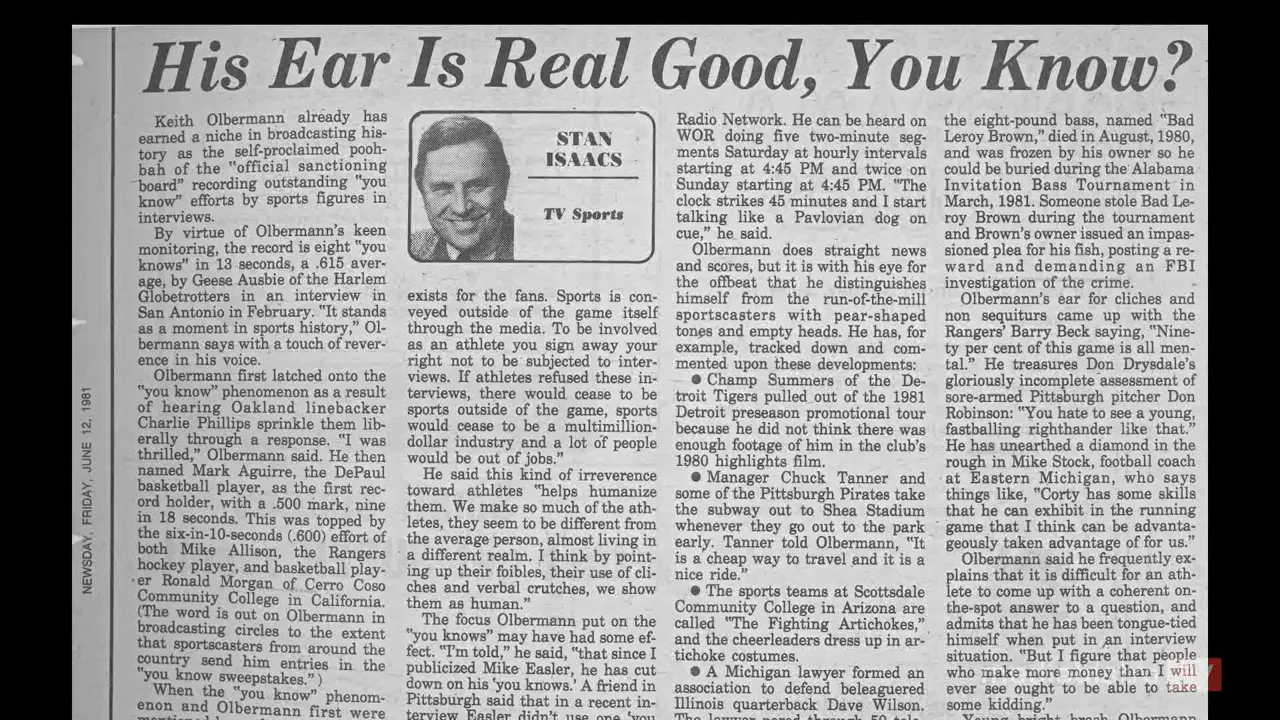 His Ear Is Real Good, You Know?
NEWSDAY, FRIDAY, JUNE 12, 1981
Keith Olbermann already has
earned a niche in broadcasting his-
tory as the self-proclaimed pooh-
bah of the "official sanctioning
board" recording outstanding "you
know" efforts by sports figures in
interviews.
By virtue of Olbermann's keen
monitoring, the record is eight "you
knows" in 13 seconds, a .615 aver-
age, by Geese Ausbie of the Harlem
Globetrotters in an interview in
San Antonio in February. "It stands
as a moment in sports history," Ol-
bermann says with a touch of rever-
ence in his voice.
Olbermann first latched onto the
"you know" phenomenon as a result
of hearing Oakland linebacker
Charlie Phillips sprinkle them lib-
erally through a response. "I was
thrilled," Olbermann said. He then
named Mark Aguirre, the DePaul
basketball player, as the first rec-
ord holder, with a .500 mark, nine
in 18 seconds. This was topped by
the six-in-10-seconds (.600) effort of
both Mike Allison, the Rangers
hockey player, and basketball play-
er Ronald Morgan of Cerro Coso
Community College in California.
(The word is out on Olbermann in
broadcasting circles to the extent
that sportscasters from around the
country send him entries in the
"you know sweepstakes.")
When the "you know" phenom-
enon and Olbermann first were
STAN
ISAACS
TV Sports
exists for the fans. Sports is con-
veyed outside of the game itself
through the media. To be involved
as an athlete you sign away your
right not to be subjected to inter-
views. If athletes refused these in-
terviews, there would cease to be
sports outside of the game, sports
would cease to be a multimillion-
dollar industry and a lot of people
would be out of jobs."
He said this kind of irreverence
toward athletes "helps humanize
them. We make so much of the ath-
letes, they seem to be different from
the average person, almost living in
a different realm. I think by point-
ing up their foibles, their use of cli-
ches and verbal crutches, we show
them as human."
The focus Olbermann put on the
"you knows" may have had some ef-
fect. "I'm told," he said, "that since I
publicized Mike Easler, he has cut
down on his 'you knows.' A friend in
Pittsburgh said that in a recent in-
terview Easler didn't use one 'you
Radio Network. He can be heard on
WOR doing five two-minute seg-
ments Saturday at hourly intervals
starting at 4:45 PM and twice on
Sunday starting at 4:45 PM. "The
clock strikes 45 minutes and I start
talking like a Pavlovian dog on
cue," he said.
Olbermann does straight news
and scores, but it is with his eye for
the offbeat that he distinguishes
himself from the run-of-the-mill
sportscasters with pear-shaped
tones and empty heads. He has, for
example, tracked down and com-
mented upon these developments:
● Champ Summers of the De-
troit Tigers pulled out of the 1981
Detroit preseason promotional tour
because he did not think there was
enough footage of him in the club's
1980 highlights film.
● Manager Chuck Tanner and
some of the Pittsburgh Pirates take
the subway out to Shea Stadium
whenever they go out to the park
early. Tanner told Olbermann, "It
is a cheap way to travel and it is a
nice ride."
● The sports teams at Scottsdale
Community College in Arizona are
called "The Fighting Artichokes,"
and the cheerleaders dress up in ar-
tichoke costumes.
● A Michigan lawyer formed an
association to defend beleaguered
Illinois quarterback Dave Wilson.
The lawyer pored through 50
the eight-pound bass, named "Bad
Leroy Brown," died in August, 1980,
and was frozen by his owner so he
could be buried during the Alabama
Invitation Bass Tournament in
March, 1981. Someone stole Bad Le-
roy Brown during the tournament
and Brown's owner issued an impas-
sioned plea for his fish, posting a re-
ward and demanding an FBI
investigation of the crime.
Olbermann's ear for cliches and
non sequiturs came up with the
Rangers' Barry Beck saying, "Nine-
ty per cent of this game is all men-
tal." He treasures Don Drysdale's
gloriously incomplete assessment of
sore-armed Pittsburgh pitcher Don
Robinson: "You hate to see a young,
fastballing righthander like that."
He has unearthed a diamond in the
rough in Mike Stock, football coach
at Eastern Michigan, who says
things like, "Corty has some skills
that he can exhibit in the running
game that I think can be advanta-
geously taken advantage of for us."
Olbermann said he frequently ex-
plains that it is difficult for an ath-
lete to come up with a coherent on-
the-spot answer to a question, and
admits that he has been tongue-tied
himself when put in an interview
situation. "But I figure that people
who make more money than I will
ever see ought to be able to take
some kidding."
Young bright brash Olbermann